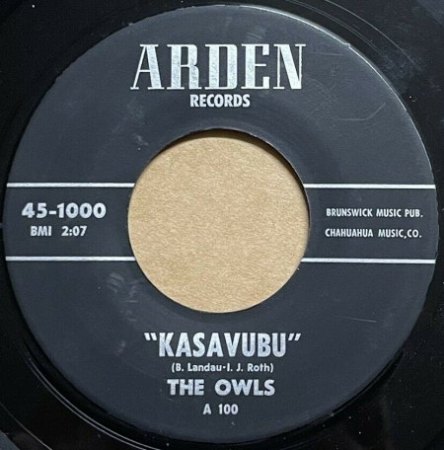 ARDEN
RECORDS
45-1000
BMI 2:07
BRUNSWICK MUSIC PUB.
CHAHUAHUA MUSIC,CO.
"KASAVUBU"
(B. Landau-I. J. Roth)
THE OWLS
A 100